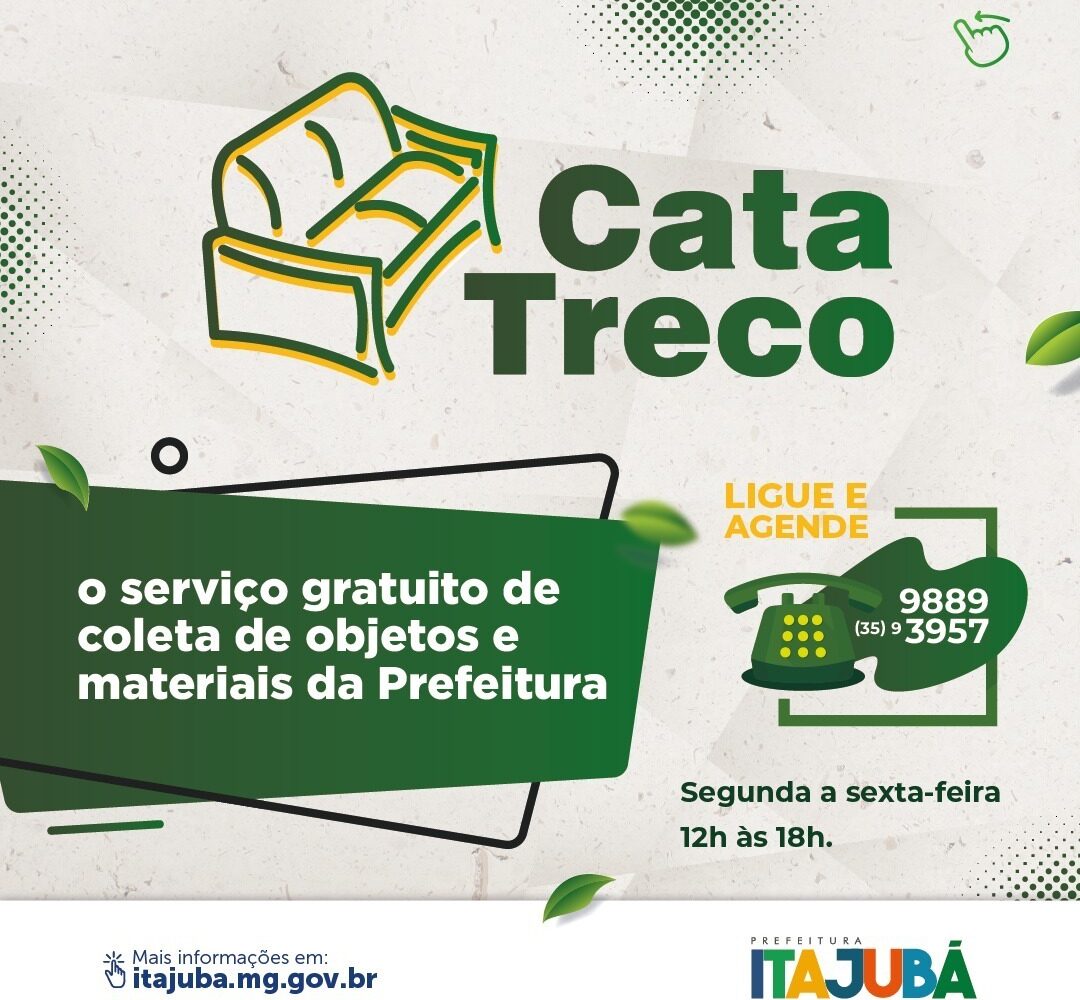 Cata
Treco
o serviço gratuito de
coleta de objetos e
materiais da Prefeitura
LIGUE E
AGENDE
9889
(35) 9 3957
Segunda a sexta-feira
12h às 18h.
Mais informações em:
itajuba.mg.gov.br
PREFEITURA
ITAJUBÁ